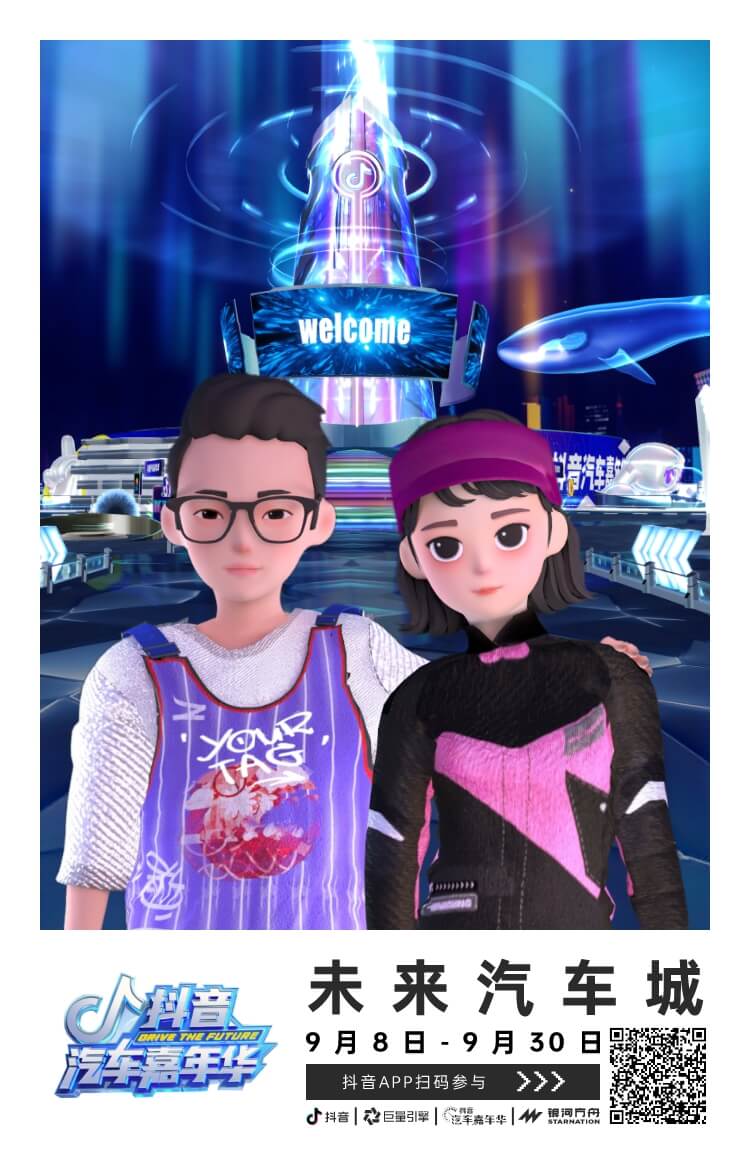 welcome
抖音汽车嘉年
YOUR
TAG
抖音
DRIVE THE FUTURE
汽车嘉年华
未来汽车城
9月8日-9月30日
抖音APP扫码参与 >>>
抖音 | 巨量引擎 | 抖音汽车嘉年华 | 银河方舟 STARNATION